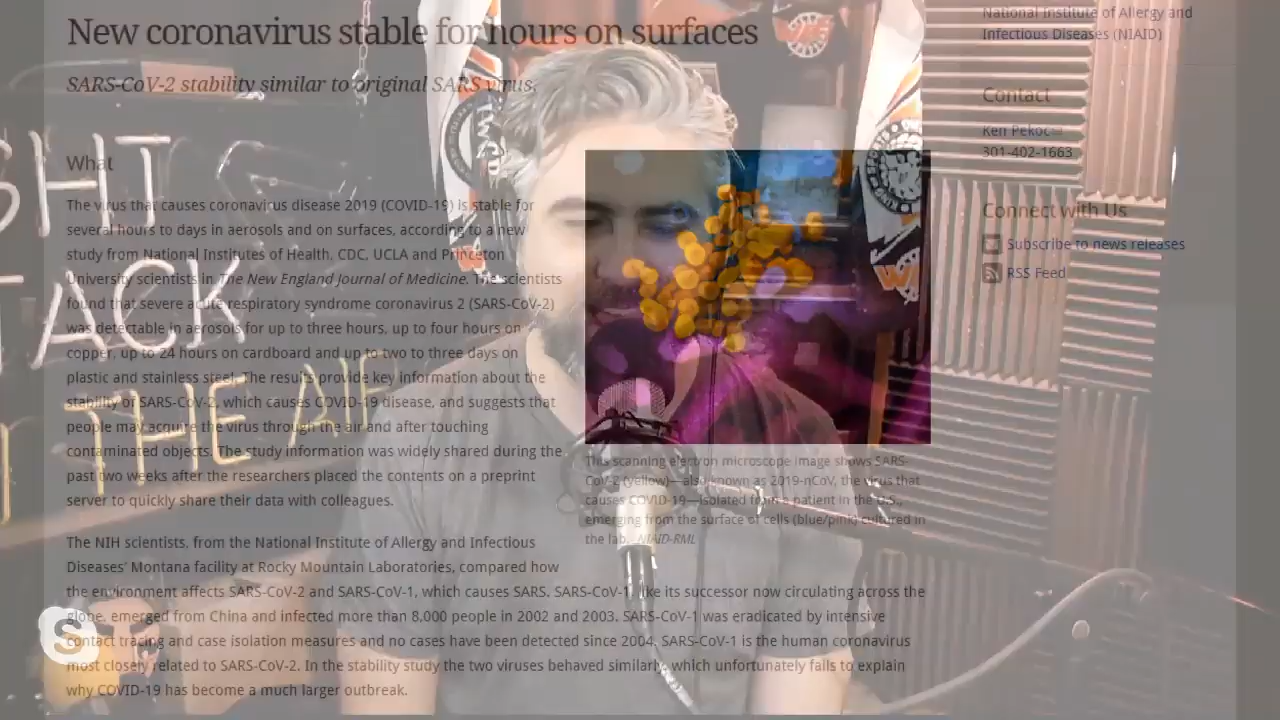 New coronavirus stable for hours on surfaces
SARS-CoV-2 stability similar to original SARS virus.
What
The virus that causes coronavirus disease 2019 (COVID-19) is stable for
several hours to days in aerosols and on surfaces, according to a new
study from National Institutes of Health, CDC, UCLA and Princeton
University scientists in The New England Journal of Medicine. The scientists
found that severe acute respiratory syndrome coronavirus 2 (SARS-CoV-2)
was detectable in aerosols for up to three hours, up to four hours on
copper, up to 24 hours on cardboard and up to two to three days on
plastic and stainless steel. The results provide key information about the
stability of SARS-CoV-2, which causes COVID-19 disease, and suggests that
people may acquire the virus through the air and after touching
contaminated objects. The study information was widely shared during the
past two weeks after the researchers placed the contents on a preprint
server to quickly share their data with colleagues.
The NIH scientists, from the National Institute of Allergy and Infectious
Diseases' Montana facility at Rocky Mountain Laboratories, compared how
the environment affects SARS-CoV-2 and SARS-CoV-1, which causes SARS. SARS-CoV-1, like its successor now circulating across the
globe, emerged from China and infected more than 8,000 people in 2002 and 2003. SARS-CoV-1 was eradicated by intensive
contact tracing and case isolation measures and no cases have been detected since 2004. SARS-CoV-1 is the human coronavirus
most closely related to SARS-CoV-2. In the stability study the two viruses behaved similarly, which unfortunately fails to explain
why COVID-19 has become a much larger outbreak.
This scanning electron microscope image shows SARS-
CoV-2 (yellow)—also known as 2019-nCoV, the virus that
causes COVID-19—isolated from a patient in the U.S.,
emerging from the surface of cells (blue/pink) cultured in
the lab. NIAID-RML
National Institute of Allergy and
Infectious Diseases (NIAID)
Contact
Ken Pekoc
301-402-1663
Connect with Us
Subscribe to news releases
RSS Feed
SHT
TACK
THE AIR
S